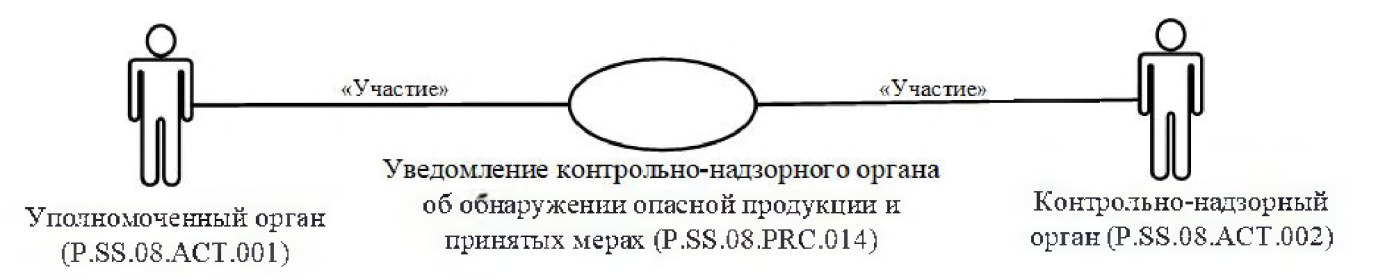 «Участие»
«Участие»
Уведомление контрольно-надзорного органа
об обнаружении опасной продукции и
принятых мерах (P.SS.08.PRC.014)
Уполномоченный орган
(P.SS.08.ACT.001)
Контрольно-надзорный
орган (P.SS.08.ACT.002)